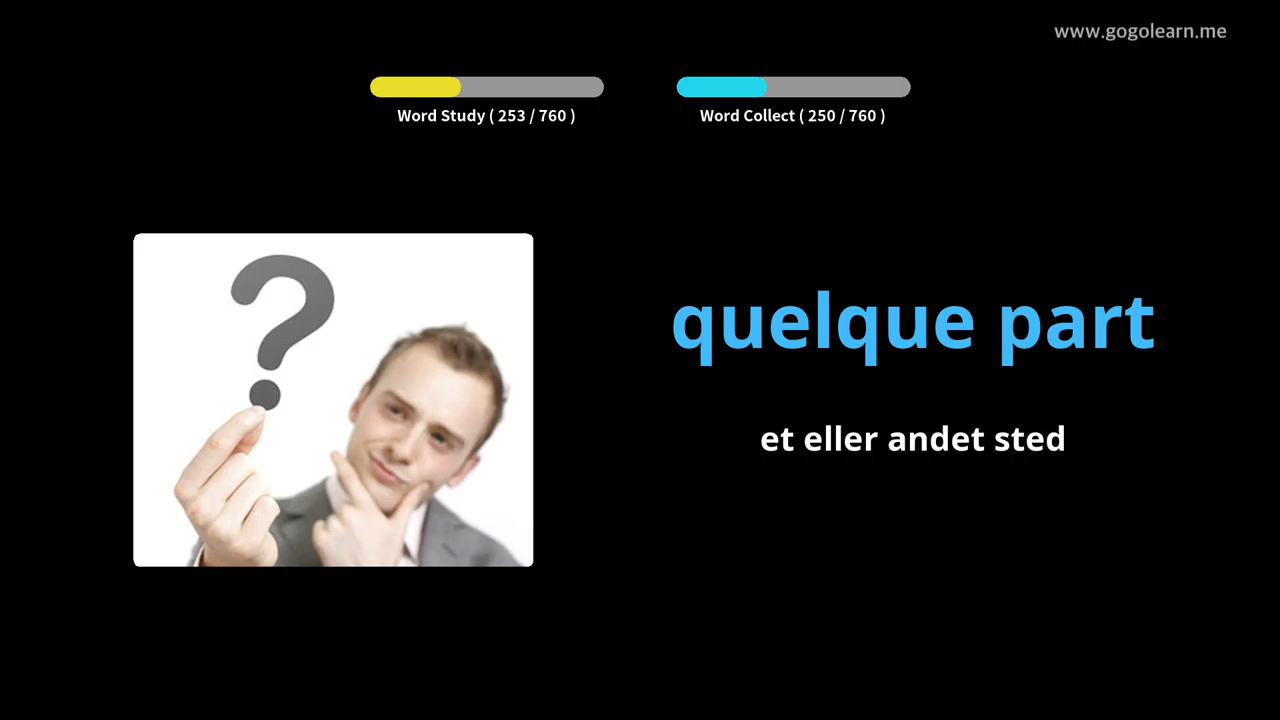 www.gogolearn.me
Word Study ( 253 / 760 )
Word Collect ( 250 / 760 )
?
quelque part
et eller andet sted